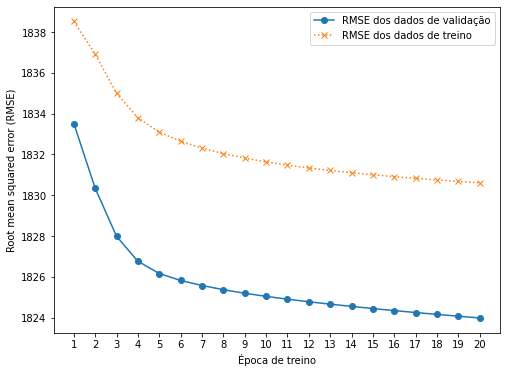 RMSE dos dados de validação
RMSE dos dados de treino
Root mean squared error (RMSE)
1838
1836
1834
1832
1830
1828
1826
1824
1 2 3 4 5 6 7 8 9 10 11 12 13 14 15 16 17 18 19 20
Época de treino